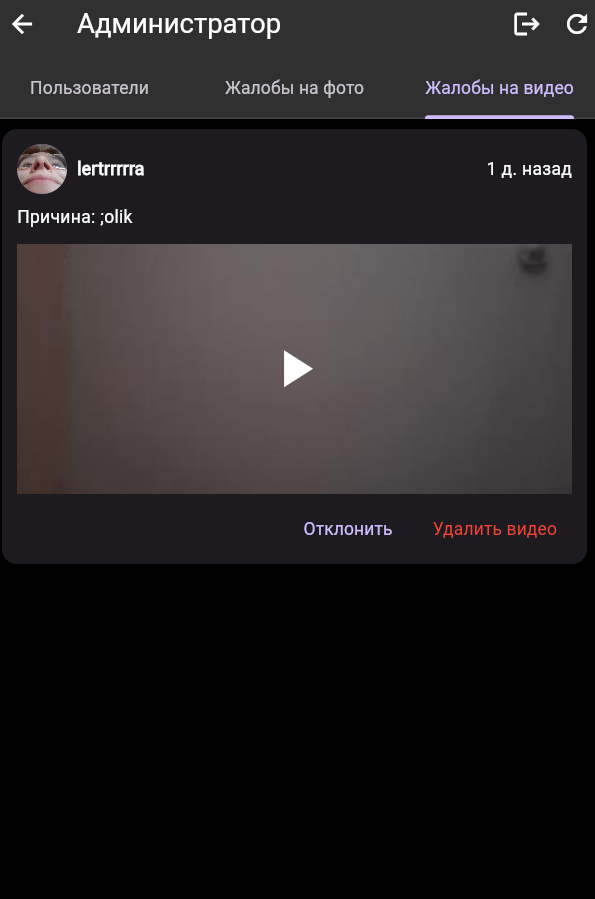 Администратор
Пользователи Жалобы на фото Жалобы на видео
lertrrrrra 1 д. назад
Причина: ;olik
Отклонить Удалить видео